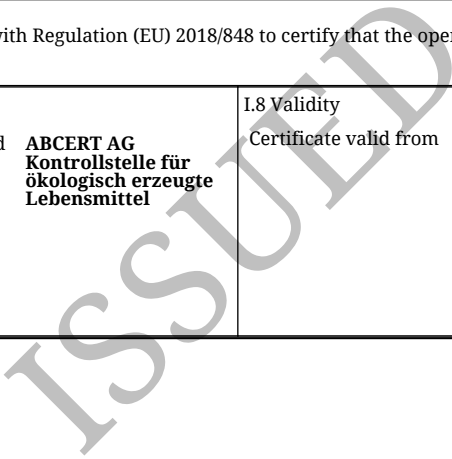 with Regulation (EU) 2018/848 to certify that the
I.8 Validity
Certificate valid from
ABCERT AG
Kontrollstelle für
ökologisch erzeugte
Lebensmittel
ISSUED